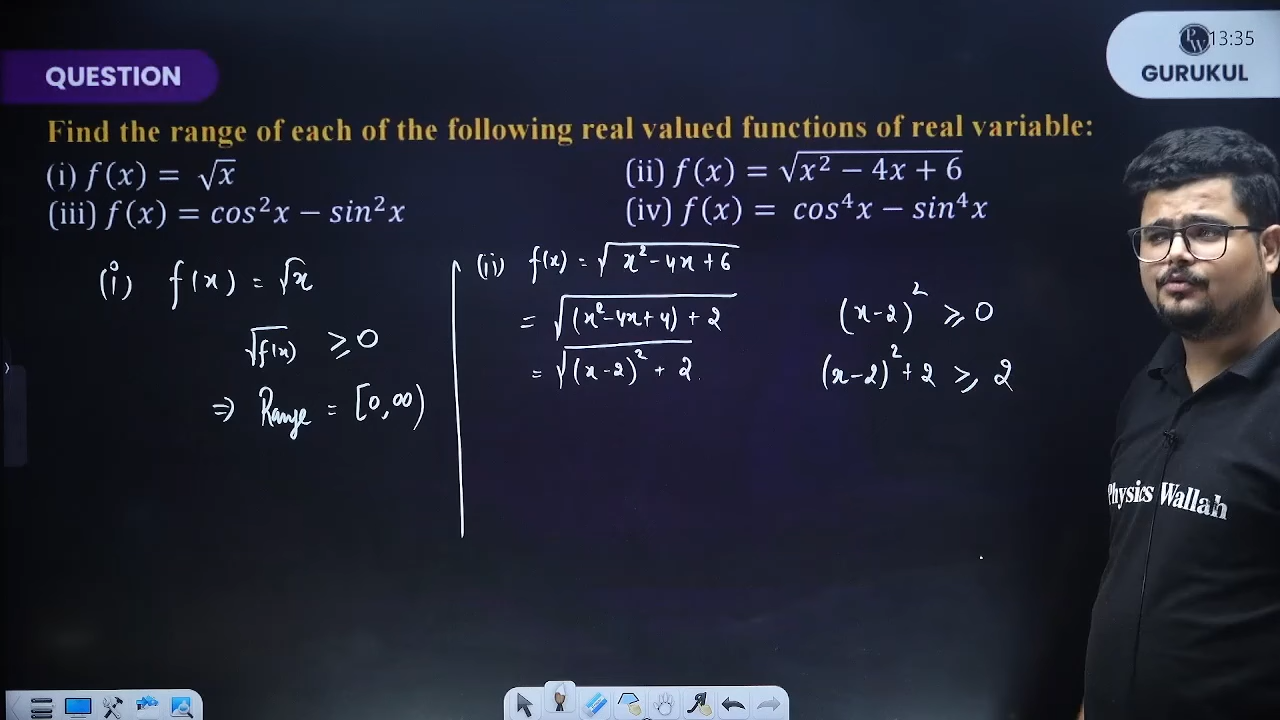 PW 13:35
GURUKUL
QUESTION
Find the range of each of the following real valued functions of real variable:
(i) f(x) = √x
(ii) f(x) = √(x² − 4x + 6)
(iii) f(x) = cos²x − sin²x
(iv) f(x) = cos⁴x − sin⁴x
(i) f(x) = √x
√f(x) ⩾ 0
⇒ Range = [0, ∞)
(ii) f(x) = √(x²-4x+6)
= √((x²-4x+4) + 2)
= √((x-2)² + 2)
(x-2)² ⩾ 0
(x-2)² + 2 ⩾ 2
Physics Wallah